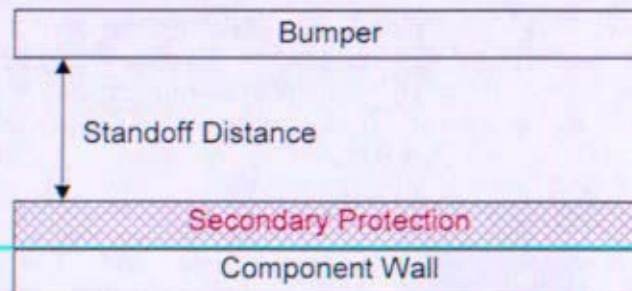 Bumper
Standoff Distance
Secondary Protection
Component Wall